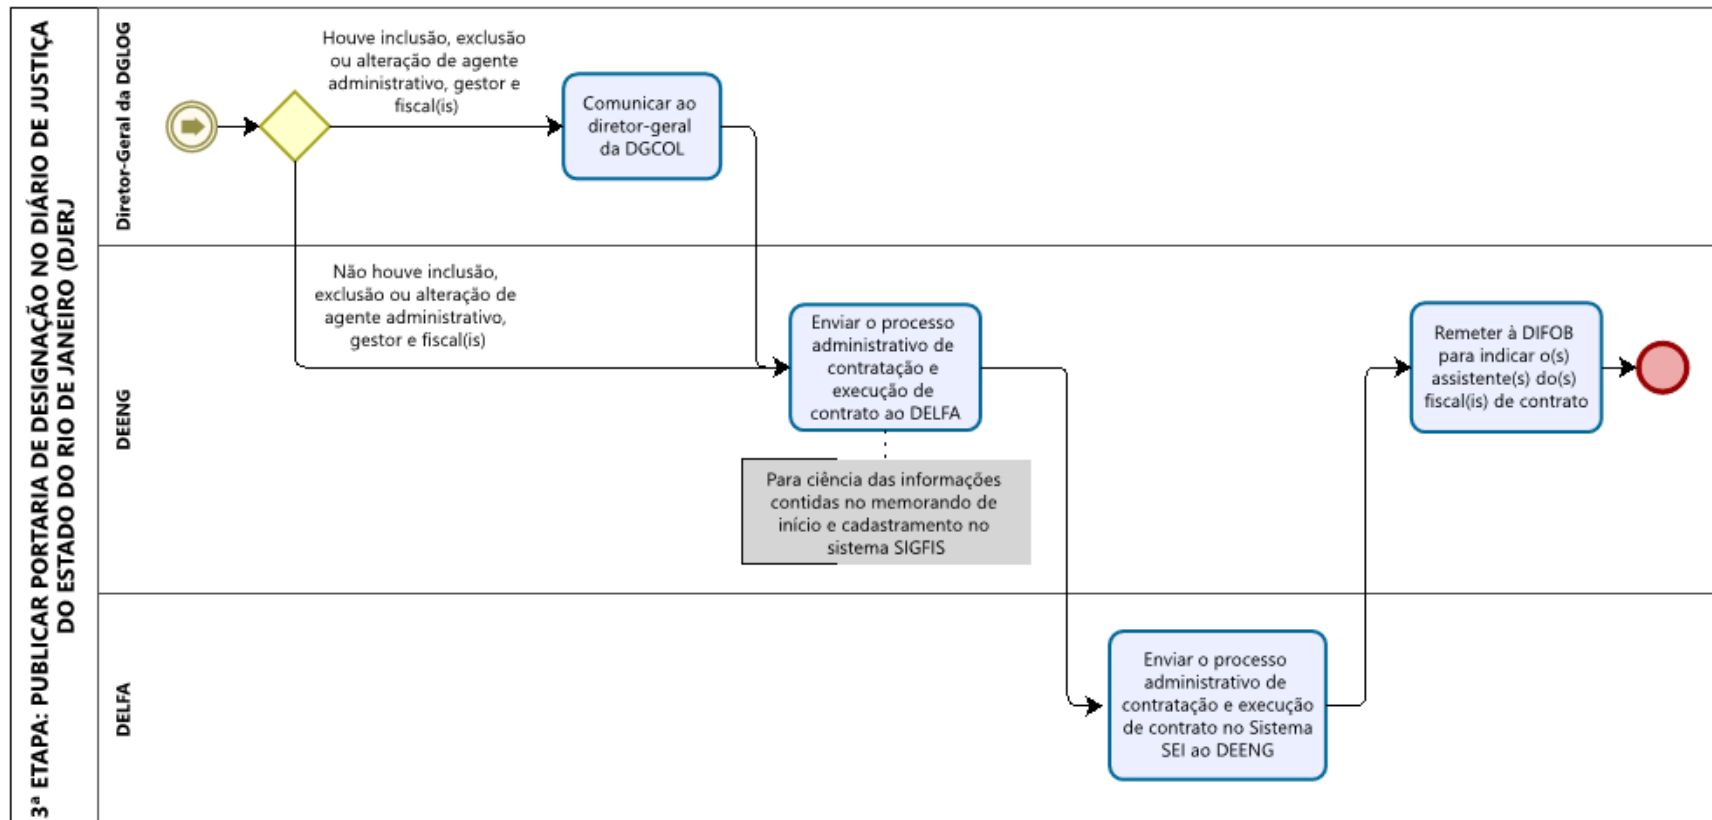 3ª ETAPA: PUBLICAR PORTARIA DE DESIGNAÇÃO NO DIÁRIO DE JUSTIÇA
DO ESTADO DO RIO DE JANEIRO (DJERJ
Diretor-Geral da DGLOG
Houve inclusão, exclusão
ou alteração de agente
administrativo, gestor e
fiscal(is)
Comunicar ao
diretor-geral
da DGCOL
DEENG
Não houve inclusão,
exclusão ou alteração de
agente administrativo,
gestor e fiscal(is)
Enviar o processo
administrativo de
contratação e
execução de
contrato ao DELFA
Para ciência das informações
contidas no memorando de
início e cadastramento no
sistema SIGFIS
Remeter à DIFOB
para indicar o(s)
assistente(s) do(s)
fiscal(is) de contrato
DELFA
Enviar o processo
administrativo de
contratação e execução
de contrato no Sistema
SEI ao DEENG